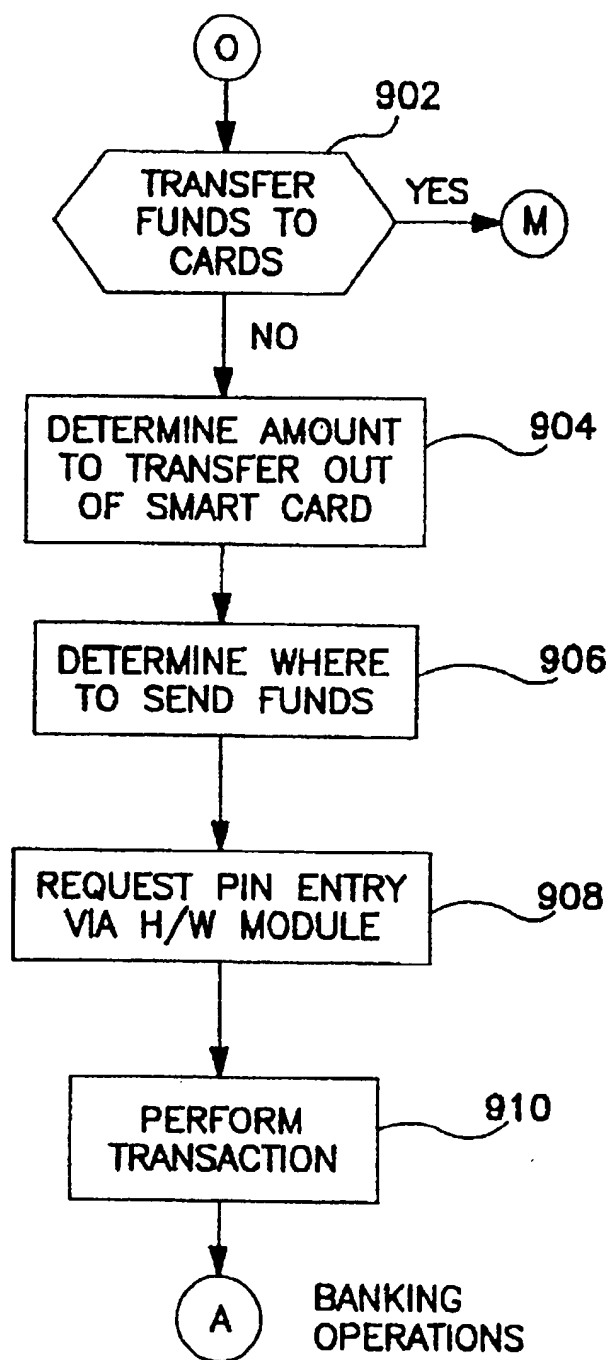 O
902
TRANSFER
FUNDS TO
CARDS
YES
M
NO
DETERMINE AMOUNT
TO TRANSFER OUT
OF SMART CARD
904
DETERMINE WHERE
TO SEND FUNDS
906
REQUEST PIN ENTRY
VIA H/W MODULE
908
PERFORM
TRANSACTION
910
A
BANKING
OPERATIONS